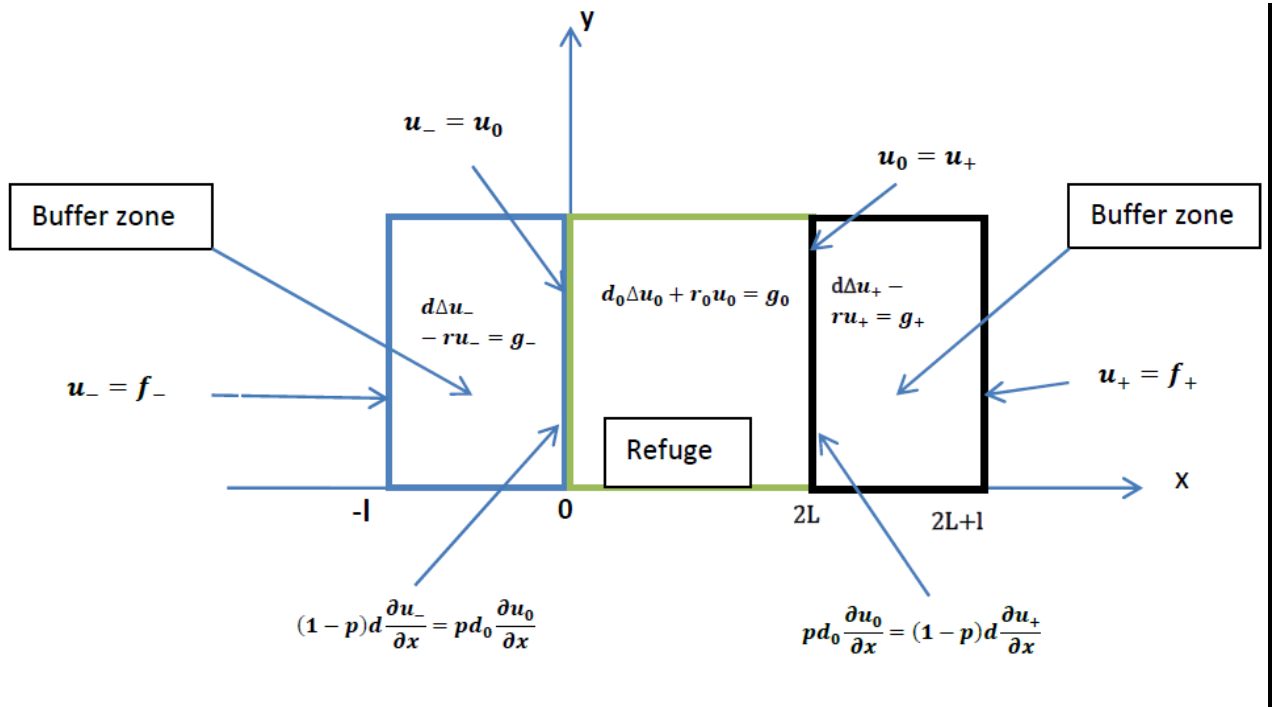 y
u₋ = u₀
u₀ = u₊
Buffer zone
Buffer zone
d₀Δu₀ + r₀u₀ = g₀
dΔu₋
− ru₋ = g₋
dΔu₊ −
ru₊ = g₊
u₋ = f₋
u₊ = f₊
Refuge
x
-l
0
2L
2L+l
(1 − p)d ∂u₋/∂x = pd₀ ∂u₀/∂x
pd₀ ∂u₀/∂x = (1 − p)d ∂u₊/∂x